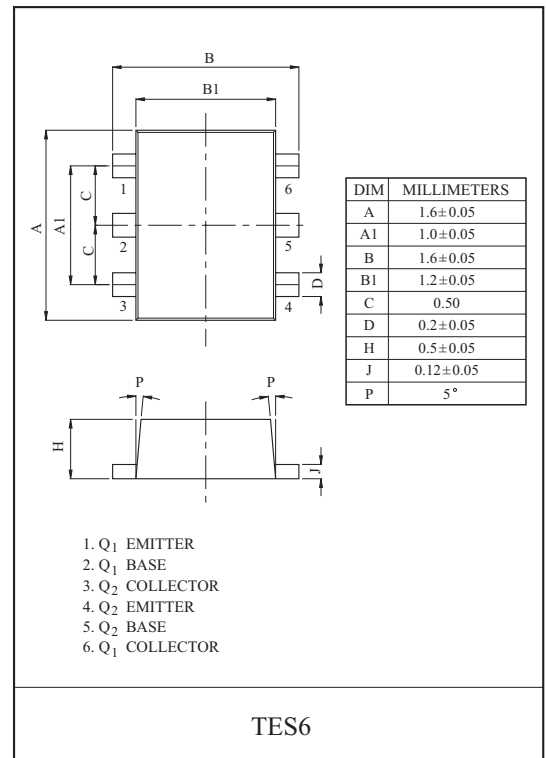 B
B1
A
A1
C
C
D
1
2
3
6
5
4
DIM MILLIMETERS
A 1.6±0.05
A1 1.0±0.05
B 1.6±0.05
B1 1.2±0.05
C 0.50
D 0.2±0.05
H 0.5±0.05
J 0.12±0.05
P 5°
P P
H
J
1. Q1 EMITTER
2. Q1 BASE
3. Q2 COLLECTOR
4. Q2 EMITTER
5. Q2 BASE
6. Q1 COLLECTOR
TES6